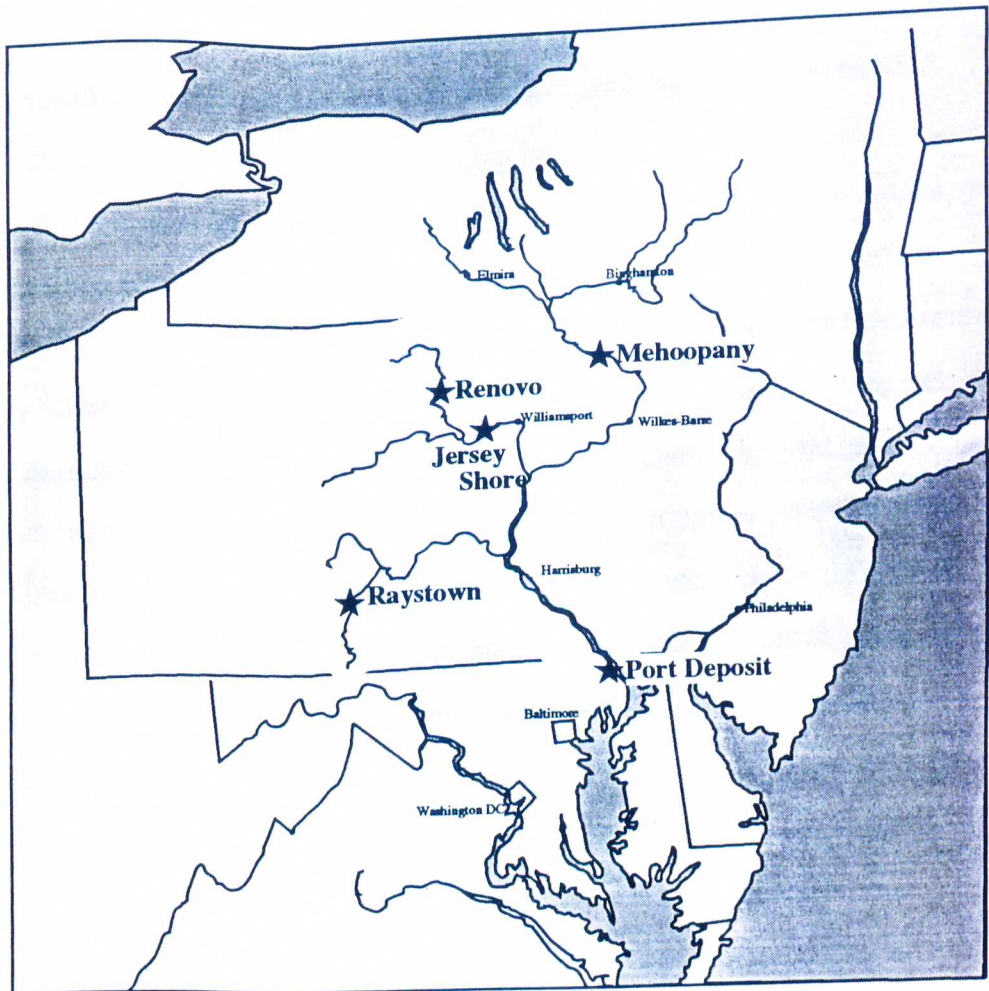 Elmira
Binghamton
Mehoopany
Renovo
Williamsport
Wilkes-Barre
Jersey
Shore
Harrisburg
Raystown
Philadelphia
Port Deposit
Baltimore
Washington DC